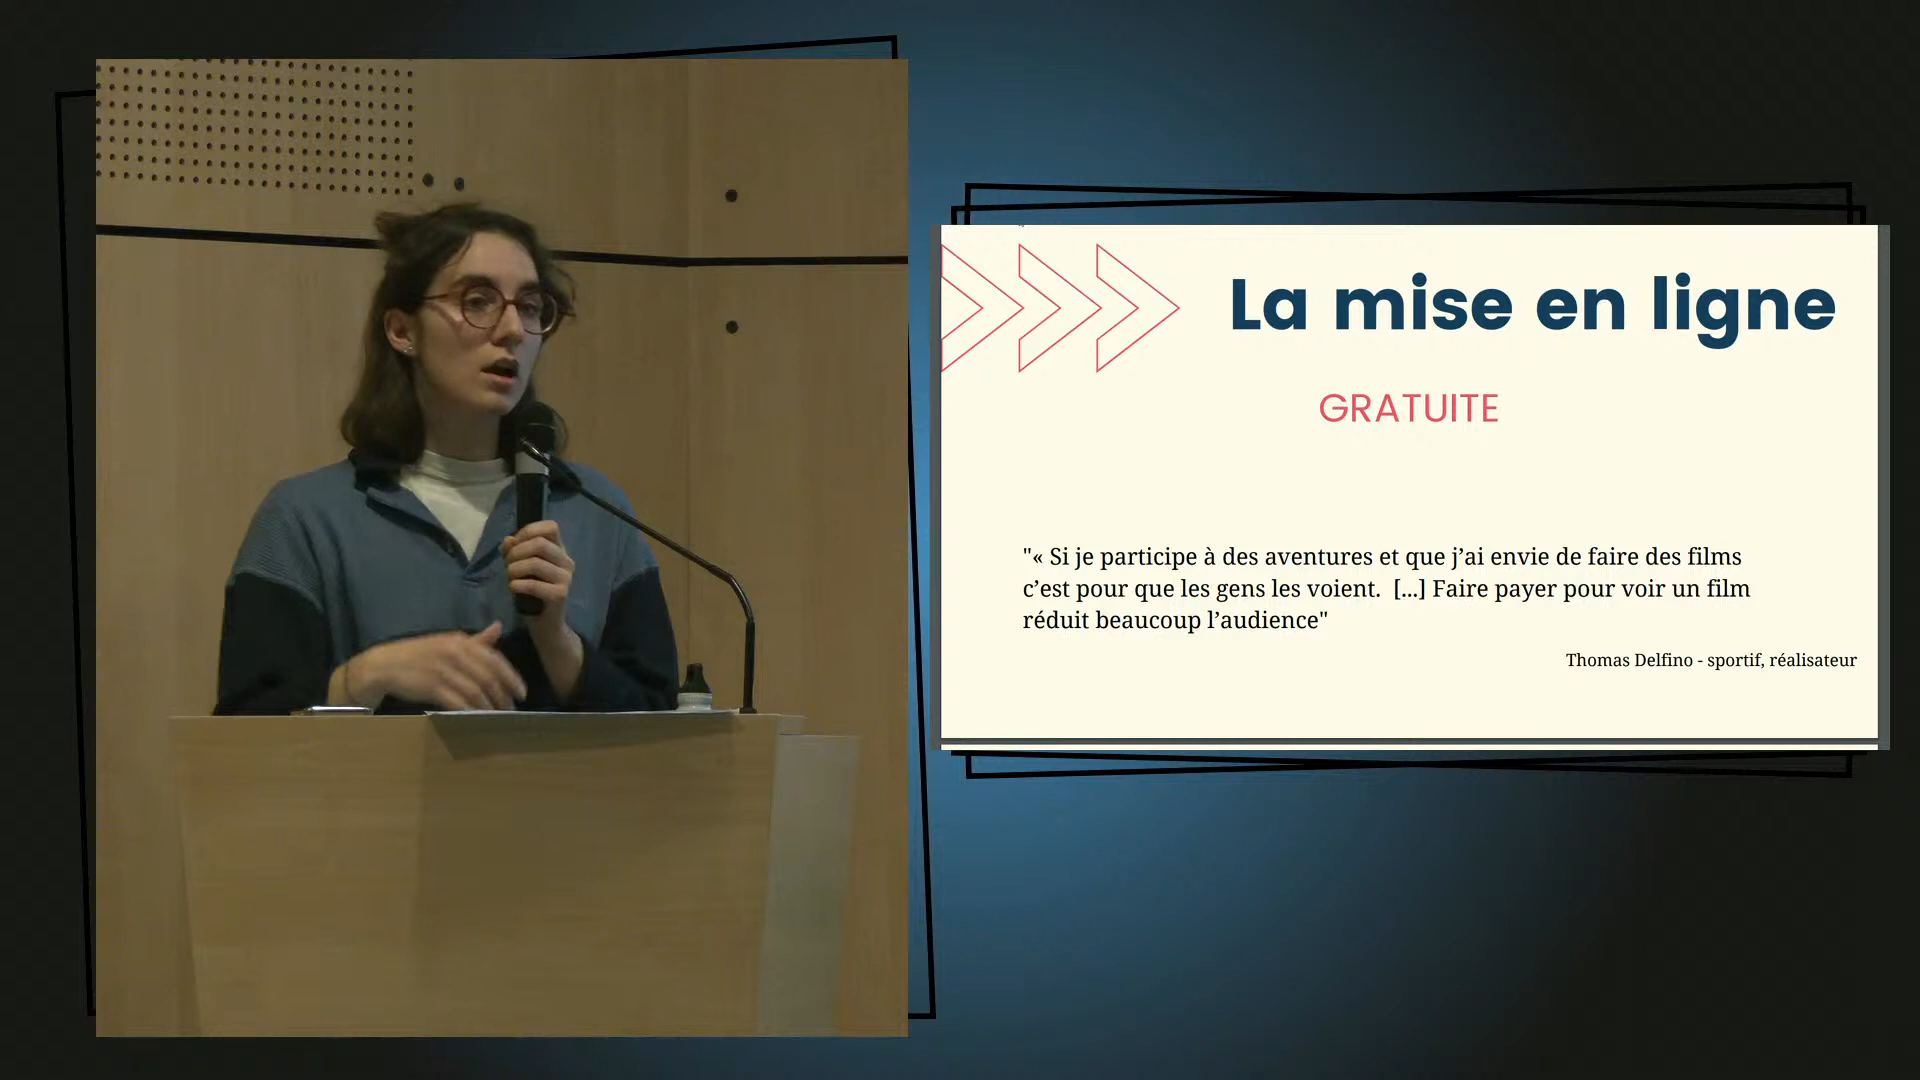 La mise en ligne
GRATUITE
"« Si je participe à des aventures et que j’ai envie de faire des films
c’est pour que les gens les voient.  [...] Faire payer pour voir un film
réduit beaucoup l’audience"
Thomas Delfino - sportif, réalisateur